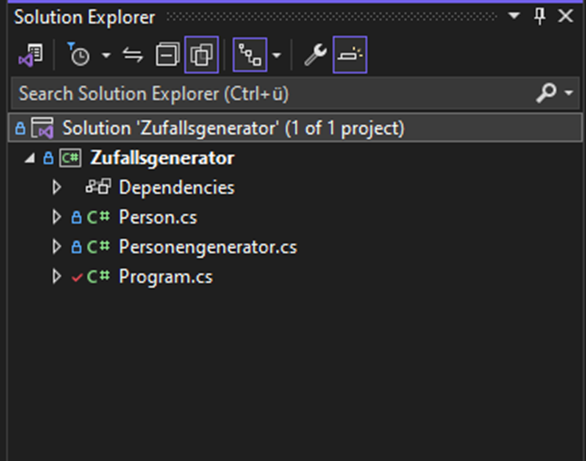 Solution Explorer
Search Solution Explorer (Ctrl+ü)
Solution 'Zufallsgenerator' (1 of 1 project)
C# Zufallsgenerator
Dependencies
C# Person.cs
C# Personengenerator.cs
C# Program.cs